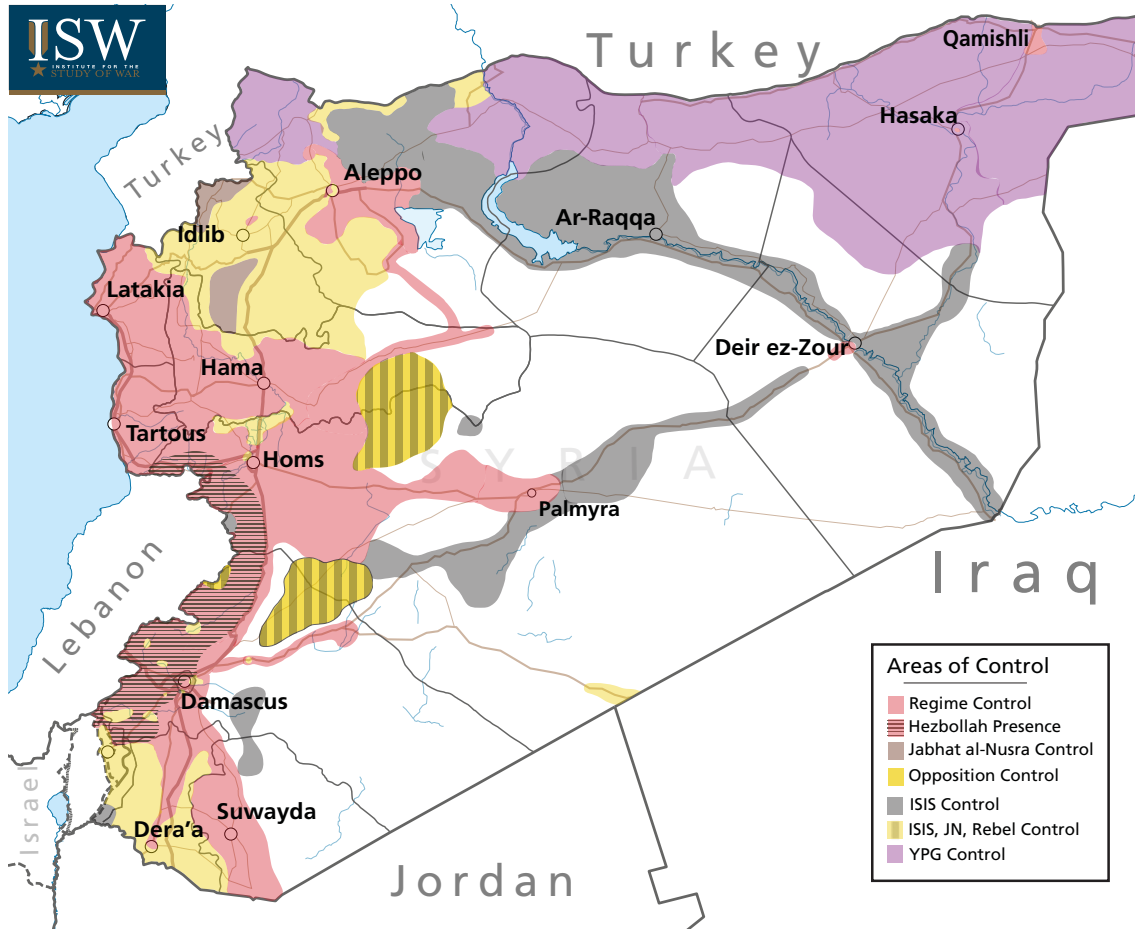 ISW
INSTITUTE FOR THE
STUDY OF WAR
Turkey
Qamishli
Hasaka
Turkey
Aleppo
Ar-Raqqa
Idlib
Latakia
Deir ez-Zour
Hama
Tartous
Homs
SYRIA
Palmyra
Lebanon
Iraq
Damascus
Israel
Suwayda
Dera'a
Jordan
Areas of Control
Regime Control
Hezbollah Presence
Jabhat al-Nusra Control
Opposition Control
ISIS Control
ISIS, JN, Rebel Control
YPG Control